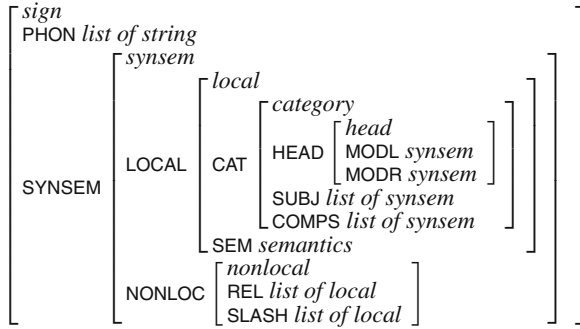 sign
PHON list of string
synsem
local
category
head
HEAD MODL synsem
MODR synsem
LOCAL CAT
SUBJ list of synsem
SYNSEM
COMPS list of synsem
SEM semantics
nonlocal
NONLOC REL list of local
SLASH list of local